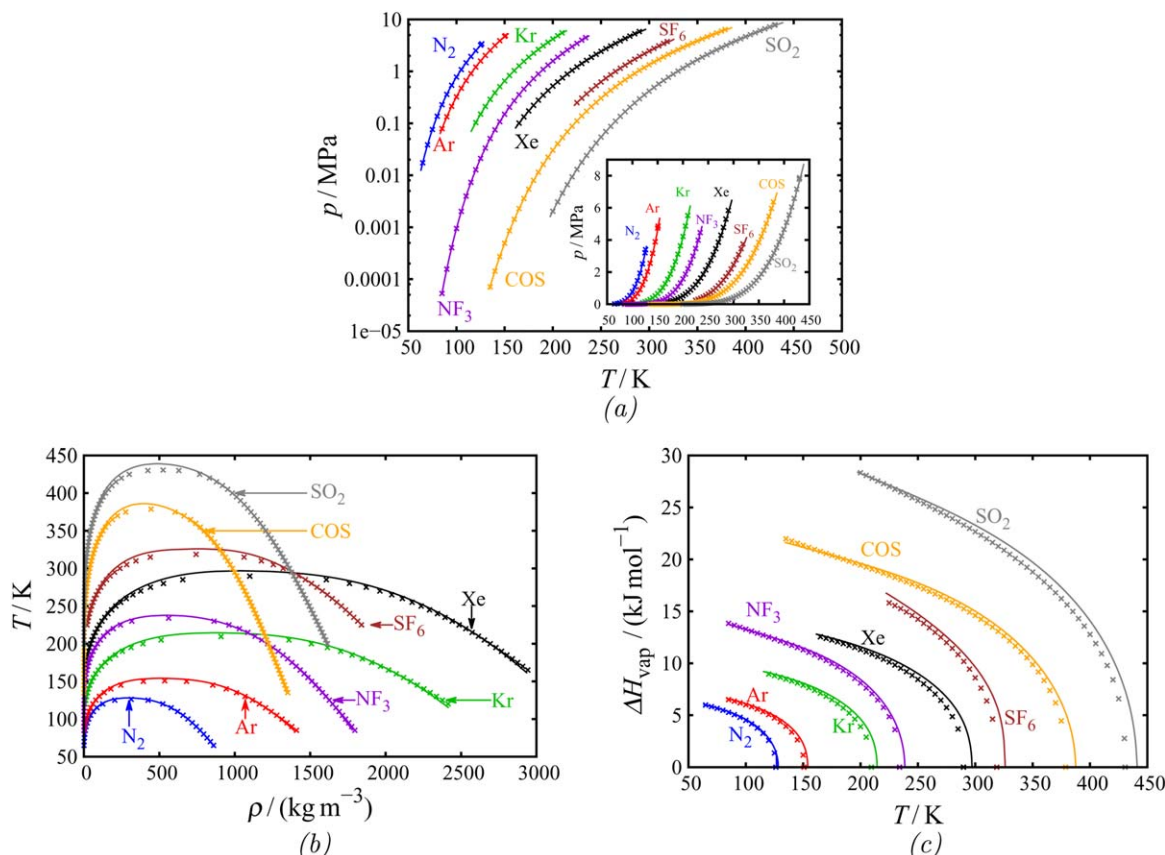 10
1
0.1
0.01
0.001
0.0001
1e−05
p / MPa
N₂
Ar
Kr
NF₃
Xe
SF₆
COS
SO₂
8
6
4
2
0
p / MPa
N₂
Ar
Kr
NF₃
Xe
SF₆
COS
SO₂
50 100 150 200 250 300 350 400 450
50 100 150 200 250 300 350 400 450 500
T / K
(a)
450
400
350
300
250
200
150
100
50
T / K
SO₂
COS
Xe
SF₆
NF₃
Kr
Ar
N₂
0 500 1000 1500 2000 2500 3000
ρ / (kg m⁻³)
(b)
30
25
20
15
10
5
0
ΔHvap / (kJ mol⁻¹)
SO₂
COS
NF₃
Xe
Ar
Kr
SF₆
N₂
50 100 150 200 250 300 350 400 450
T / K
(c)